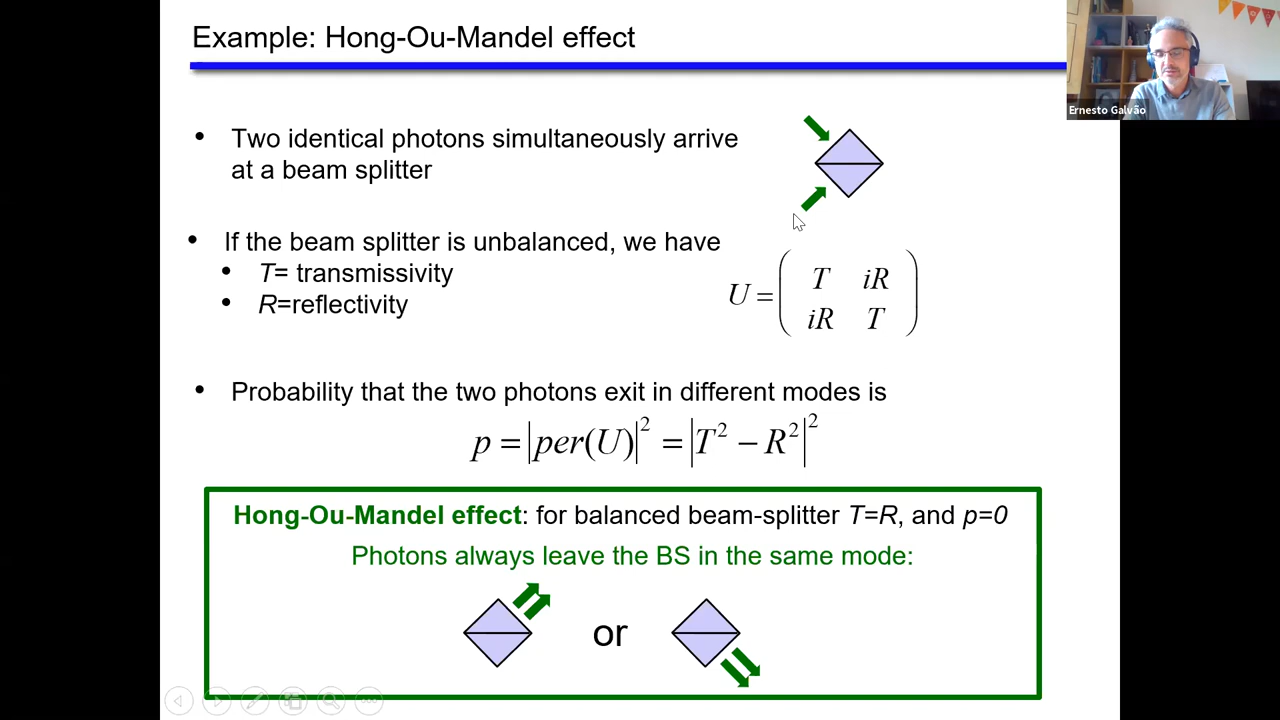 Example: Hong-Ou-Mandel effect
Ernesto Galvão
• Two identical photons simultaneously arrive
at a beam splitter
• If the beam splitter is unbalanced, we have
• T= transmissivity
• R=reflectivity
U = ( T iR
iR T )
• Probability that the two photons exit in different modes is
p = |per(U)|² = |T² − R²|²
Hong-Ou-Mandel effect: for balanced beam-splitter T=R, and p=0
Photons always leave the BS in the same mode:
or